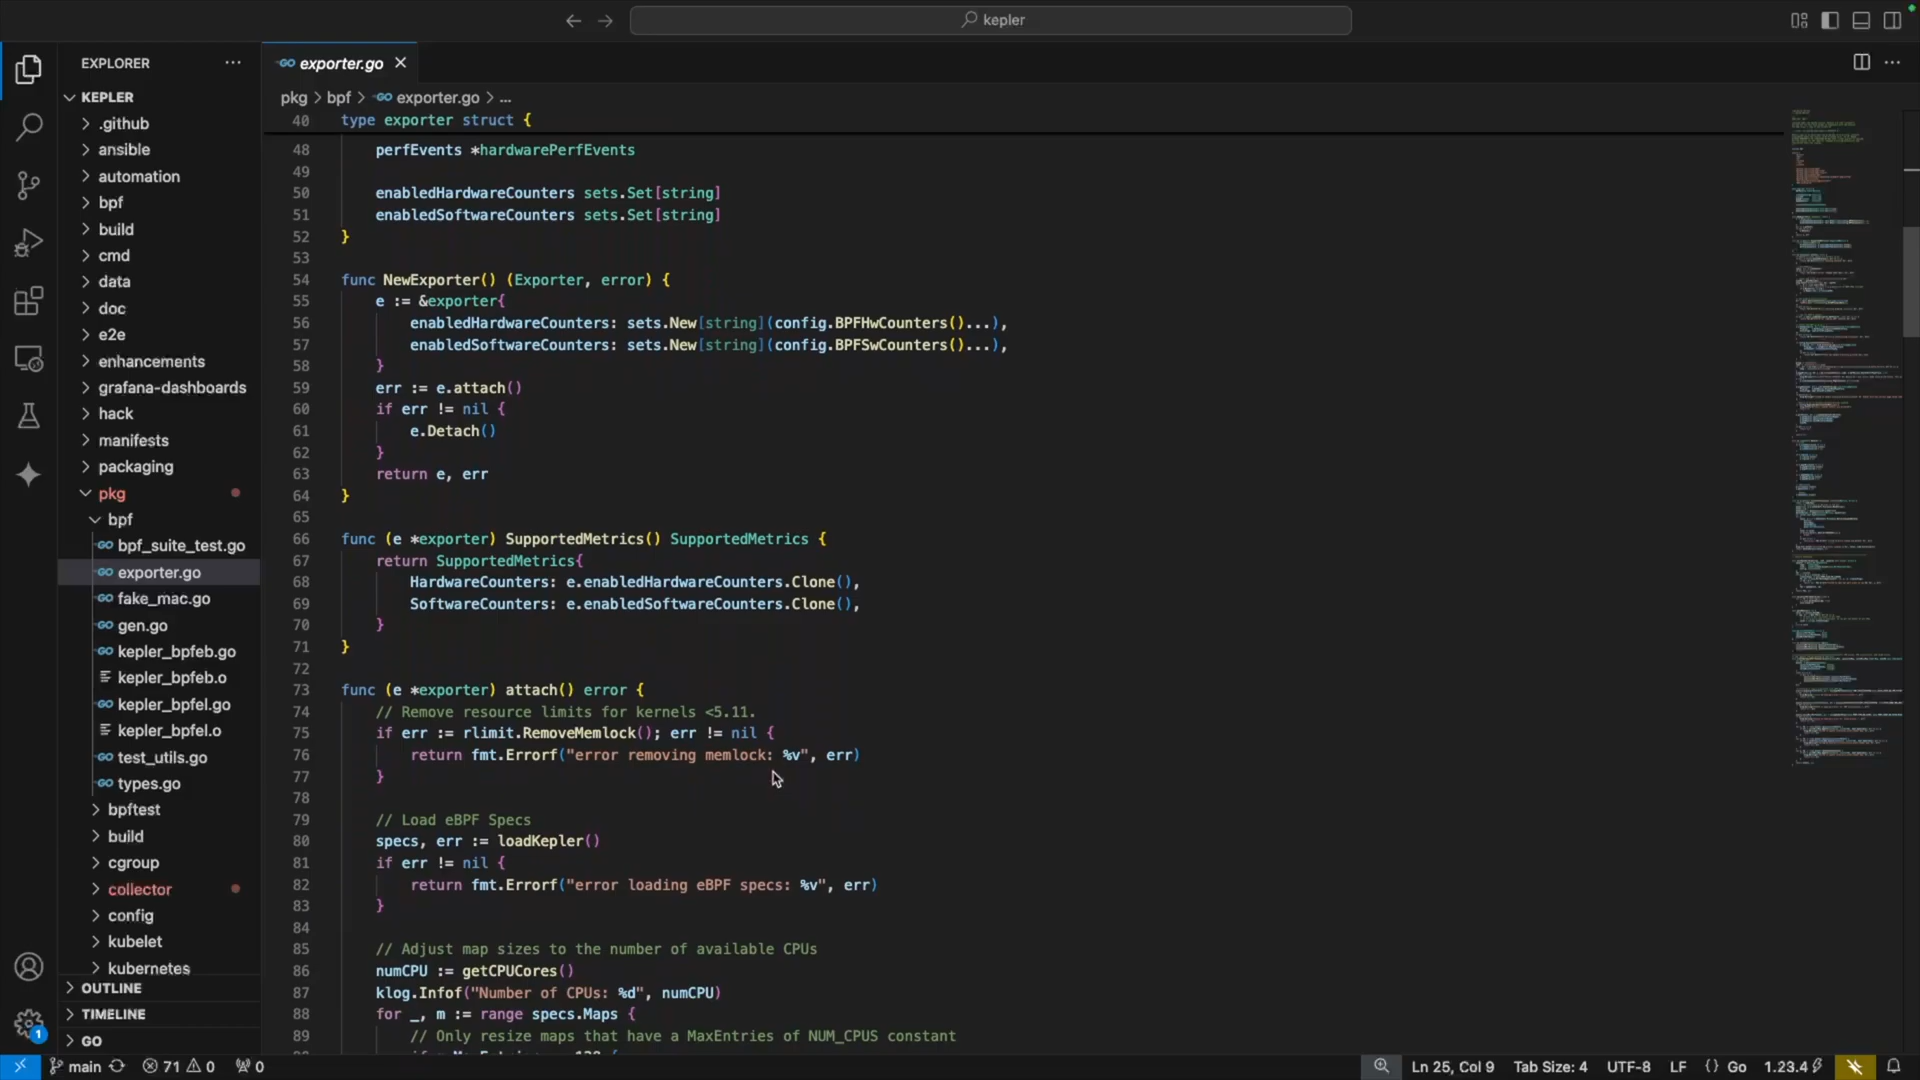 kepler
EXPLORER
KEPLER
.github
ansible
automation
bpf
build
cmd
data
doc
e2e
enhancements
grafana-dashboards
hack
manifests
packaging
pkg
bpf
bpf_suite_test.go
exporter.go
fake_mac.go
gen.go
kepler_bpfeb.go
kepler_bpfeb.o
kepler_bpfel.go
kepler_bpfel.o
test_utils.go
types.go
bpftest
build
cgroup
collector
config
kubelet
kubernetes
OUTLINE
TIMELINE
GO
exporter.go
pkg > bpf > exporter.go > ...
40 type exporter struct {
48 perfEvents *hardwarePerfEvents
49
50 enabledHardwareCounters sets.Set[string]
51 enabledSoftwareCounters sets.Set[string]
52 }
53
54 func NewExporter() (Exporter, error) {
55 e := &exporter{
56 enabledHardwareCounters: sets.New[string](config.BPFHwCounters()...),
57 enabledSoftwareCounters: sets.New[string](config.BPFSwCounters()...),
58 }
59 err := e.attach()
60 if err != nil {
61 e.Detach()
62 }
63 return e, err
64 }
65
66 func (e *exporter) SupportedMetrics() SupportedMetrics {
67 return SupportedMetrics{
68 HardwareCounters: e.enabledHardwareCounters.Clone(),
69 SoftwareCounters: e.enabledSoftwareCounters.Clone(),
70 }
71 }
72
73 func (e *exporter) attach() error {
74 // Remove resource limits for kernels <5.11.
75 if err := rlimit.RemoveMemlock(); err != nil {
76 return fmt.Errorf("error removing memlock: %v", err)
77 }
78
79 // Load eBPF Specs
80 specs, err := loadKepler()
81 if err != nil {
82 return fmt.Errorf("error loading eBPF specs: %v", err)
83 }
84
85 // Adjust map sizes to the number of available CPUs
86 numCPU := getCPUCores()
87 klog.Infof("Number of CPUs: %d", numCPU)
88 for _, m := range specs.Maps {
89 // Only resize maps that have a MaxEntries of NUM_CPUS constant
1
main 71 0 0
Ln 25, Col 9 Tab Size: 4 UTF-8 LF {} Go 1.23.4